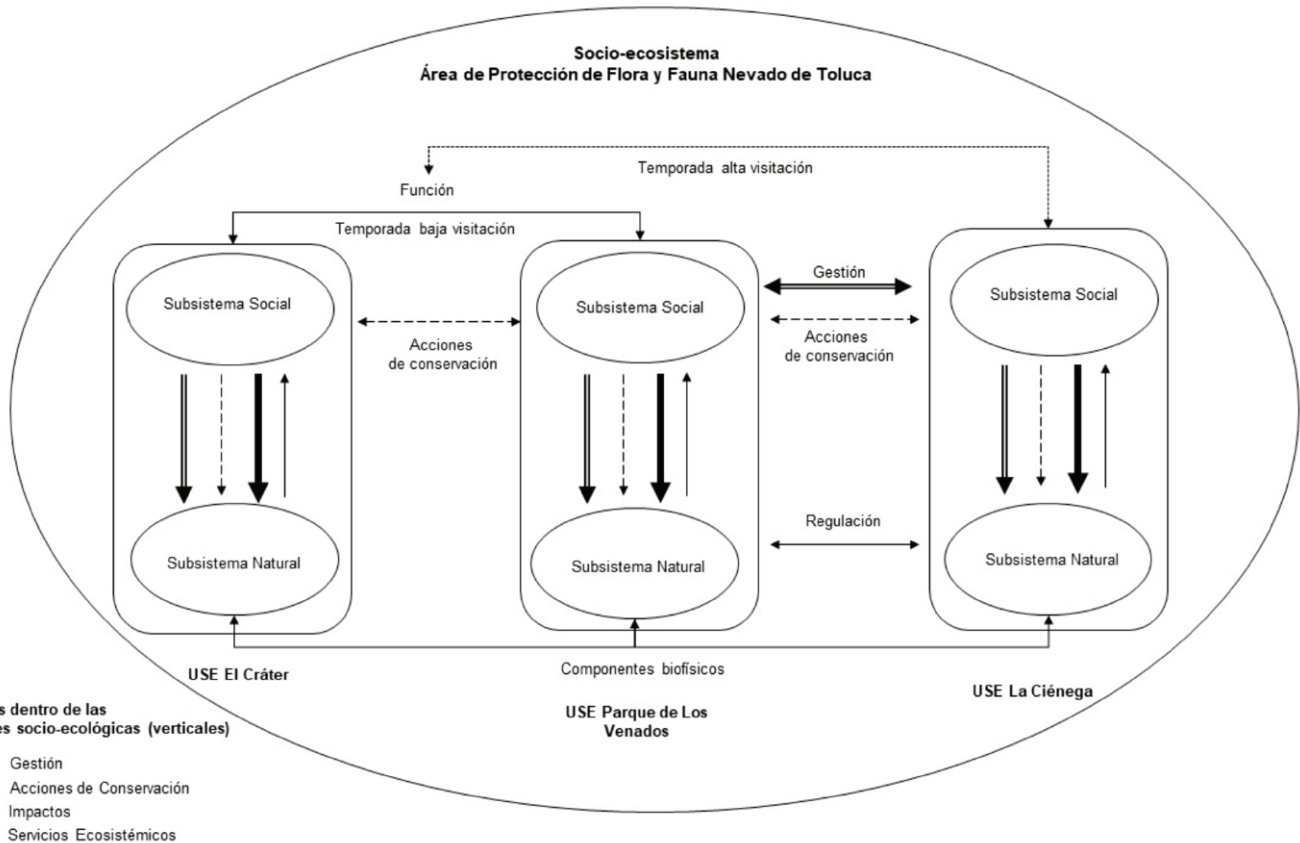 Socio-ecosistema
Área de Protección de Flora y Fauna Nevado de Toluca
Temporada alta visitación
Función
Temporada baja visitación
Subsistema Social
Subsistema Social
Subsistema Social
Gestión
Acciones
de conservación
Acciones
de conservación
Regulación
Subsistema Natural
Subsistema Natural
Subsistema Natural
Componentes biofísicos
USE El Cráter
USE Parque de Los
Venados
USE La Ciénega
s dentro de las
es socio-ecológicas (verticales)
Gestión
Acciones de Conservación
Impactos
Servicios Ecosistémicos